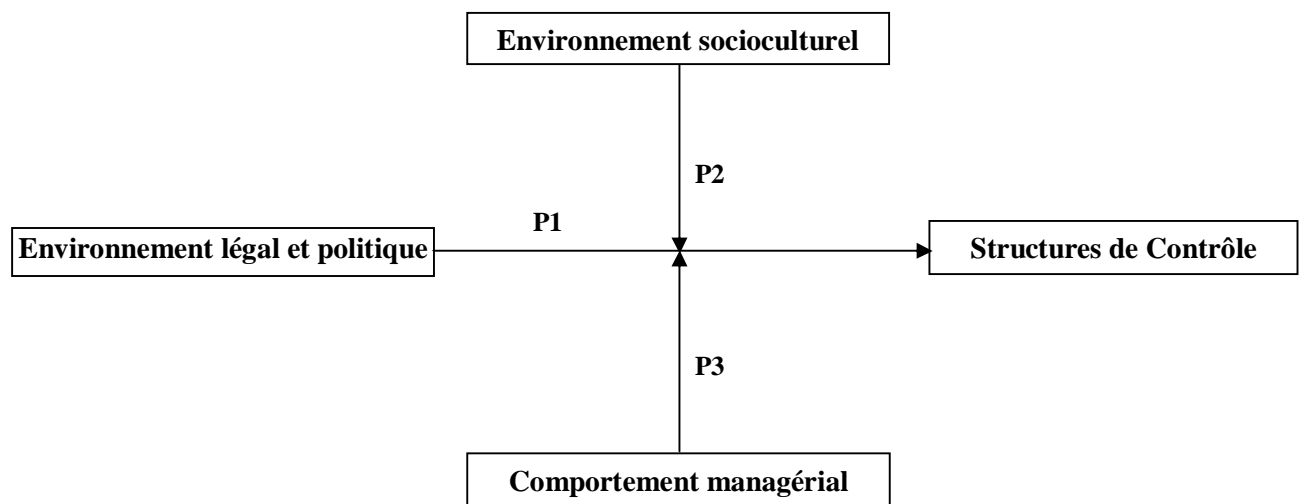 Environnement socioculturel
P2
P1
Environnement légal et politique
Structures de Contrôle
P3
Comportement managérial